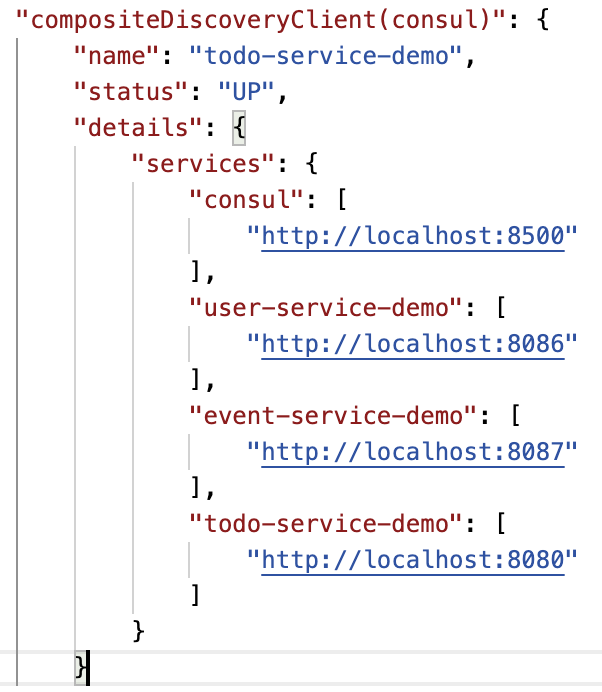 "compositeDiscoveryClient(consul)": {
    "name": "todo-service-demo",
    "status": "UP",
    "details": {
        "services": {
            "consul": [
                "http://localhost:8500"
            ],
            "user-service-demo": [
                "http://localhost:8086"
            ],
            "event-service-demo": [
                "http://localhost:8087"
            ],
            "todo-service-demo": [
                "http://localhost:8080"
            ]
        }
    }